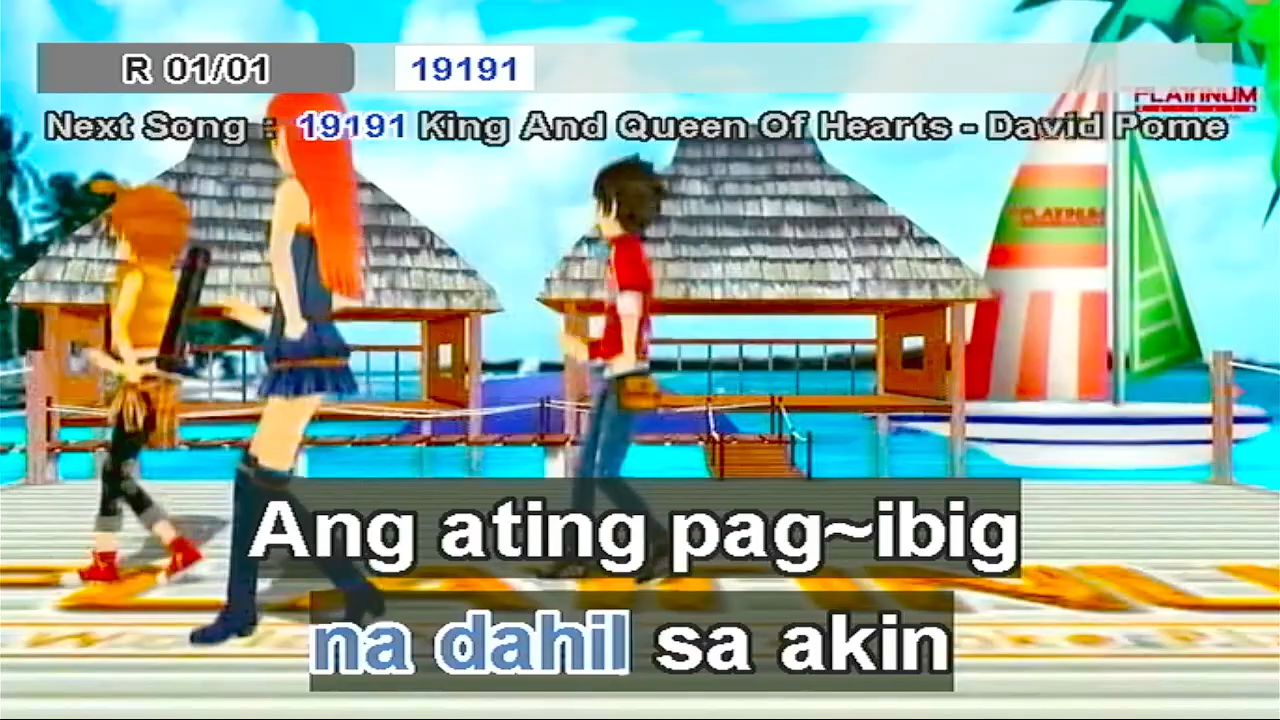 R 01/01 19191
PLATINUM
Next Song : 19191 King And Queen Of Hearts - David Pome
PLATINUM
Ang ating pag~ibig
na dahil sa akin